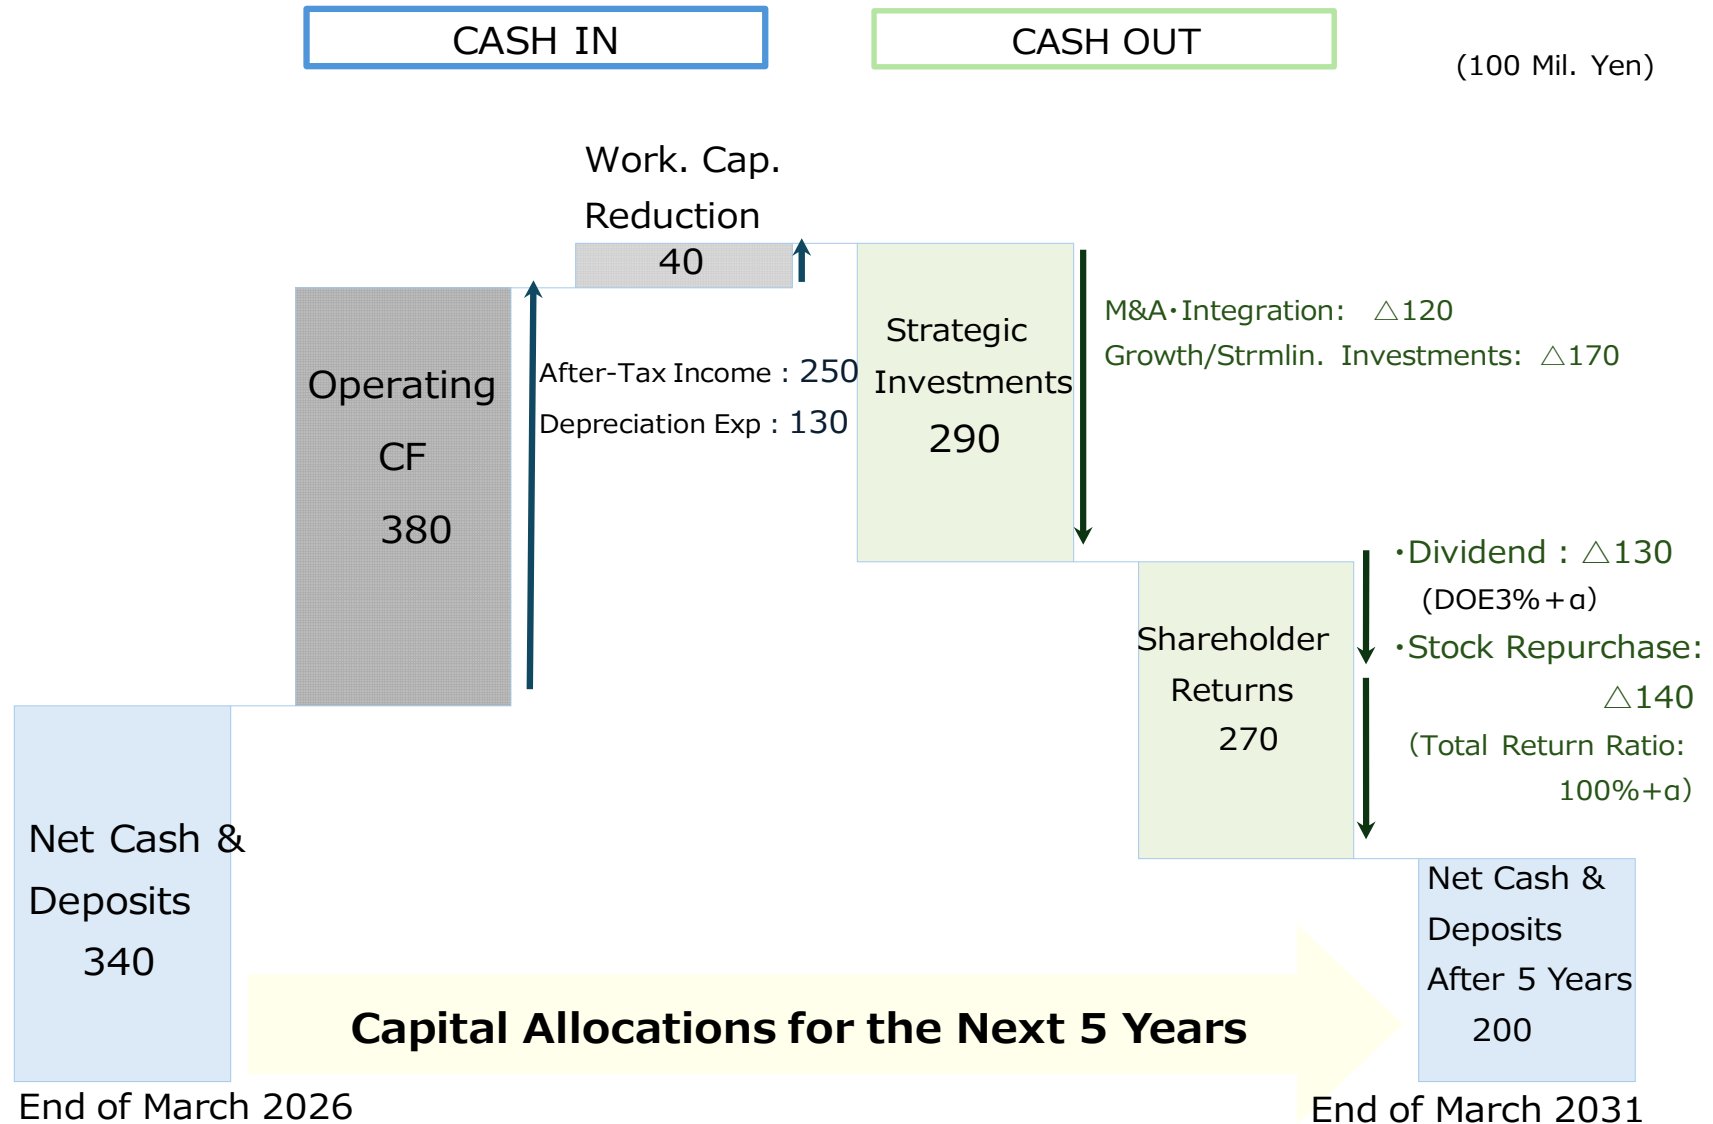 CASH IN
CASH OUT
(100 Mil. Yen)
Work. Cap.
Reduction
40
Operating
CF
380
After-Tax Income : 250
Depreciation Exp : 130
Strategic
Investments
290
M&A・Integration: △120
Growth/Strmlin. Investments: △170
Shareholder
Returns
270
・Dividend : △130
(DOE3%+α)
・Stock Repurchase:
△140
(Total Return Ratio:
100%+α)
Net Cash &
Deposits
340
Net Cash &
Deposits
After 5 Years
200
Capital Allocations for the Next 5 Years
End of March 2026
End of March 2031